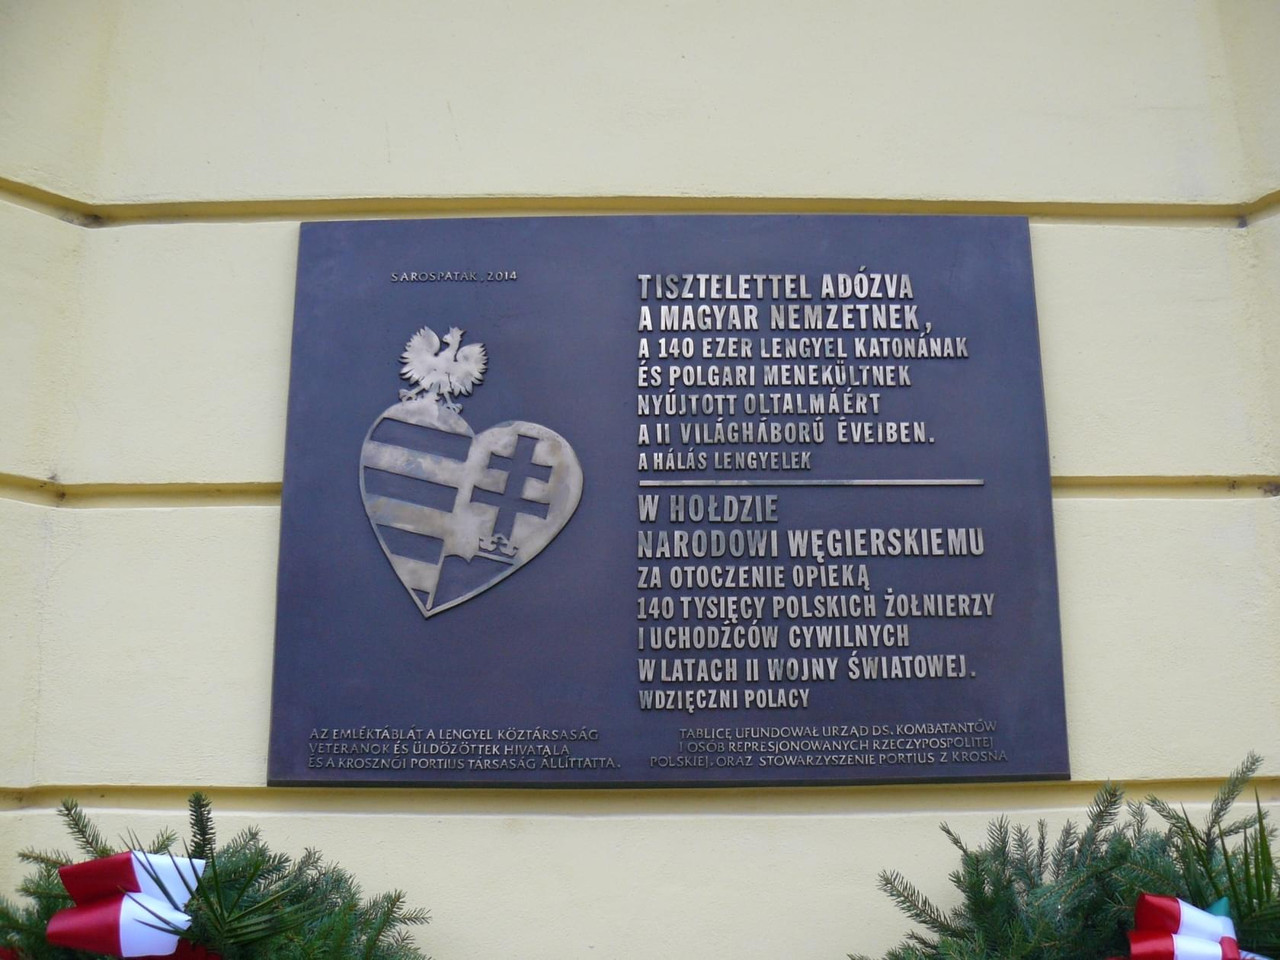 SAROSPATAK, 2014
TISZTELETTEL ADÓZVA
A MAGYAR NEMZETNEK,
A 140 EZER LENGYEL KATONÁNAK
ÉS POLGARI MENEKÜLTNEK
NYÚJTOTT OLTALMÁÉRT
A II VILÁGHÁBORÚ ÉVEIBEN.
A HÁLÁS LENGYELEK
W HOŁDZIE
NARODOWI WĘGIERSKIEMU
ZA OTOCZENIE OPIEKĄ
140 TYSIĘCY POLSKICH ŻOŁNIERZY
I UCHODŹCÓW CYWILNYCH
W LATACH II WOJNY ŚWIATOWEJ.
WDZIĘCZNI POLACY
AZ EMLÉKTÁBLÁT A LENGYEL KÖZTÁRSASÁG
VETERANOK ÉS ÜLDÖZÖTTEK HIVATALA
ÉS A KROSZNÓI PORTIUS TÁRSASÁG ÁLLÍTTATTA.
TABLICĘ UFUNDOWAŁ URZĄD DS. KOMBATANTÓW
I OSÓB REPRESJONOWANYCH RZECZYPOSPOLITEJ
POLSKIEJ. ORAZ STOWARZYSZENIE PORTIUS Z KROSNA